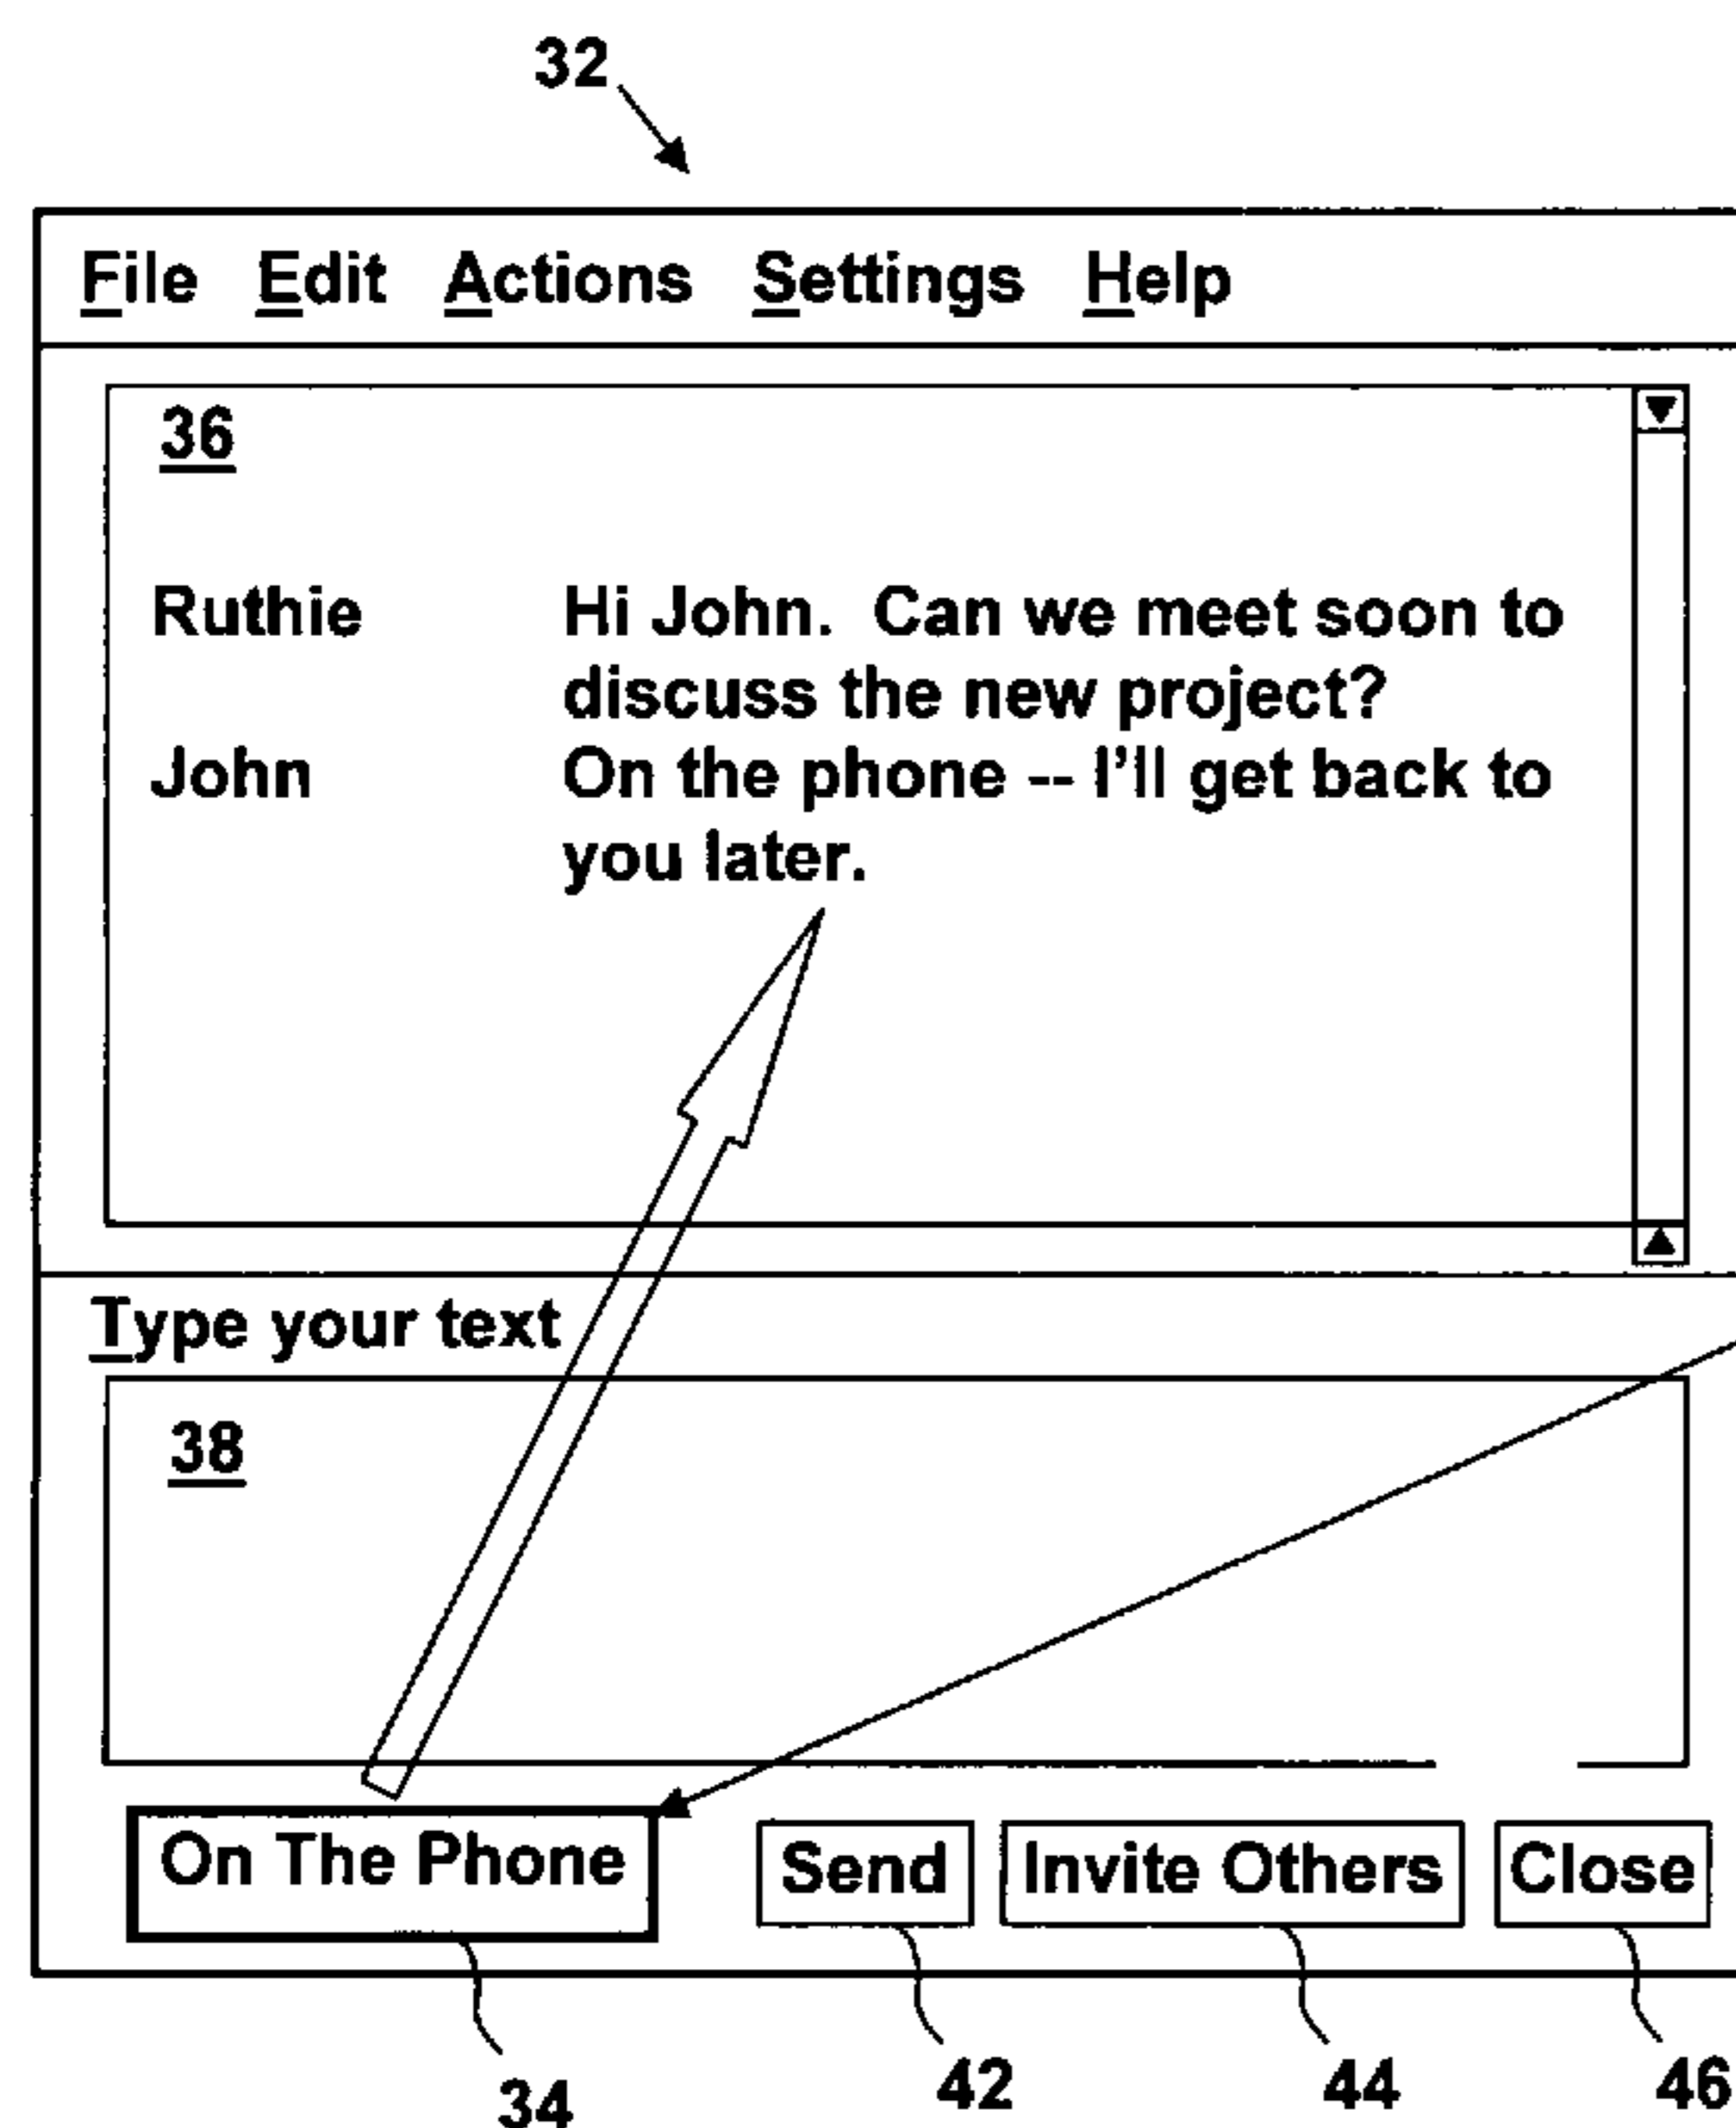 32
File Edit Actions Settings Help
36
Ruthie Hi John. Can we meet soon to
discuss the new project?
John On the phone -- I'll get back to
you later.
Type your text
38
On The Phone Send Invite Others Close
34 42 44 46